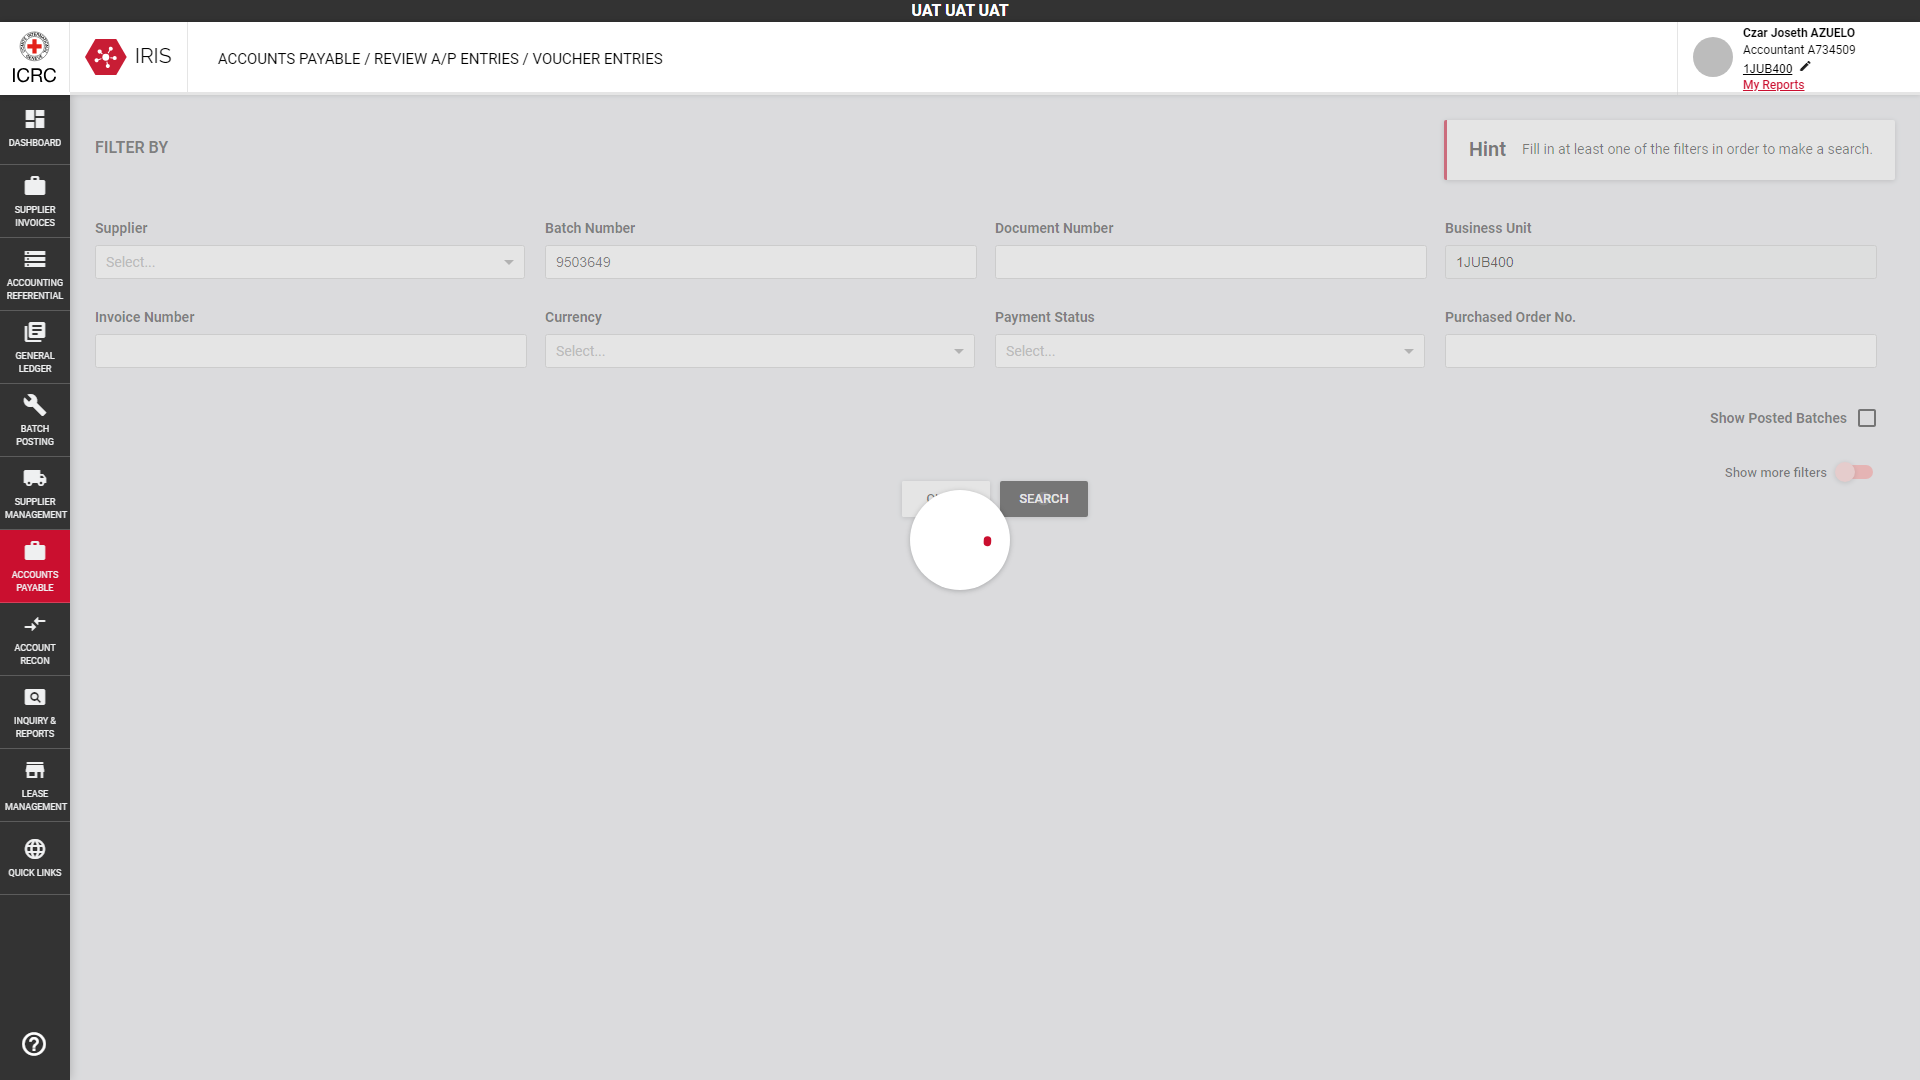 UAT UAT UAT
ICRC
IRIS
ACCOUNTS PAYABLE / REVIEW A/P ENTRIES / VOUCHER ENTRIES
Czar Joseth AZUELO
Accountant A734509
1JUB400
My Reports
DASHBOARD
SUPPLIER
INVOICES
ACCOUNTING
REFERENTIAL
GENERAL
LEDGER
BATCH
POSTING
SUPPLIER
MANAGEMENT
ACCOUNTS
PAYABLE
ACCOUNT
RECON
INQUIRY &
REPORTS
LEASE
MANAGEMENT
QUICK LINKS
FILTER BY
Hint Fill in at least one of the filters in order to make a search.
Supplier Batch Number Document Number Business Unit
Select... 9503649 1JUB400
Invoice Number Currency Payment Status Purchased Order No.
Select... Select...
Show Posted Batches
Show more filters
SEARCH